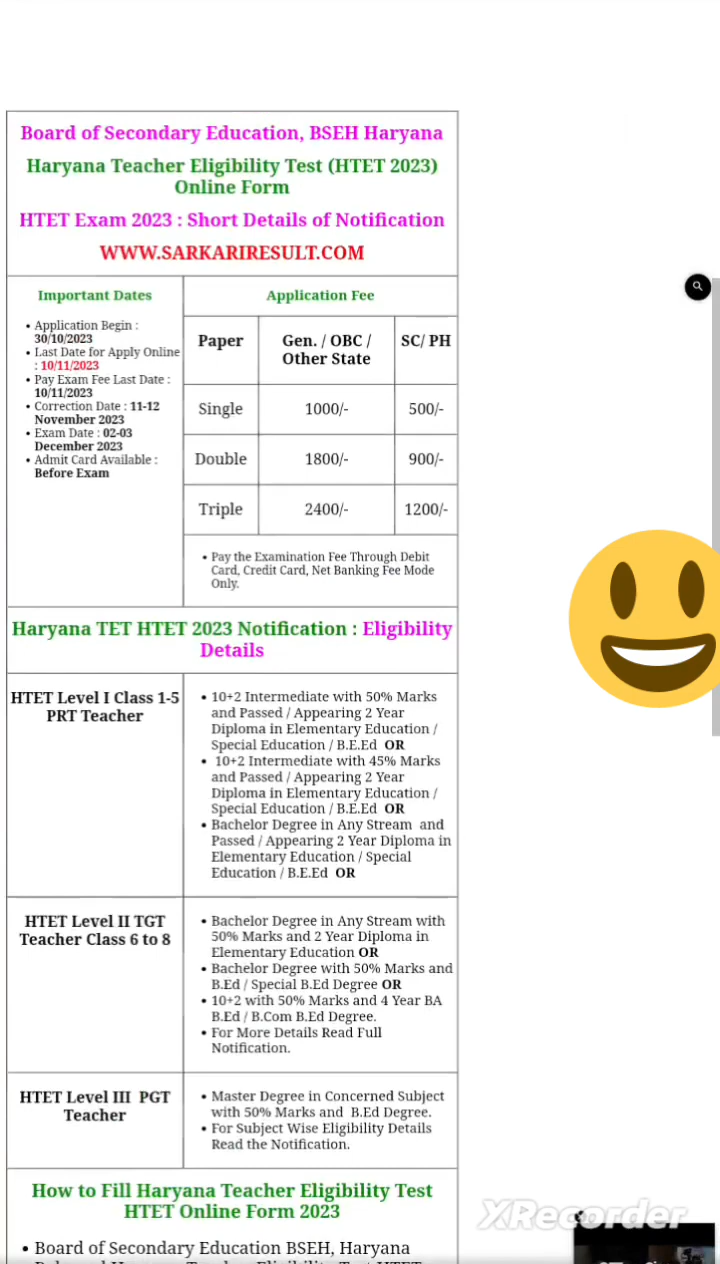 Board of Secondary Education, BSEH Haryana
Haryana Teacher Eligibility Test (HTET 2023)
Online Form
HTET Exam 2023 : Short Details of Notification
WWW.SARKARIRESULT.COM
Important Dates
• Application Begin :
30/10/2023
• Last Date for Apply Online
: 10/11/2023
• Pay Exam Fee Last Date :
10/11/2023
• Correction Date : 11-12
November 2023
• Exam Date : 02-03
December 2023
• Admit Card Available :
Before Exam
Application Fee
Paper
Gen. / OBC /
Other State
SC/ PH
Single
1000/-
500/-
Double
1800/-
900/-
Triple
2400/-
1200/-
• Pay the Examination Fee Through Debit
Card, Credit Card, Net Banking Fee Mode
Only.
Haryana TET HTET 2023 Notification : Eligibility
Details
HTET Level I Class 1-5
PRT Teacher
• 10+2 Intermediate with 50% Marks
and Passed / Appearing 2 Year
Diploma in Elementary Education /
Special Education / B.E.Ed OR
• 10+2 Intermediate with 45% Marks
and Passed / Appearing 2 Year
Diploma in Elementary Education /
Special Education / B.E.Ed OR
• Bachelor Degree in Any Stream and
Passed / Appearing 2 Year Diploma in
Elementary Education / Special
Education / B.E.Ed OR
HTET Level II TGT
Teacher Class 6 to 8
• Bachelor Degree in Any Stream with
50% Marks and 2 Year Diploma in
Elementary Education OR
• Bachelor Degree with 50% Marks and
B.Ed / Special B.Ed Degree OR
• 10+2 with 50% Marks and 4 Year BA
B.Ed / B.Com B.Ed Degree.
• For More Details Read Full
Notification.
HTET Level III PGT
Teacher
• Master Degree in Concerned Subject
with 50% Marks and B.Ed Degree.
• For Subject Wise Eligibility Details
Read the Notification.
How to Fill Haryana Teacher Eligibility Test
HTET Online Form 2023
• Board of Secondary Education BSEH, Haryana
XRecorder